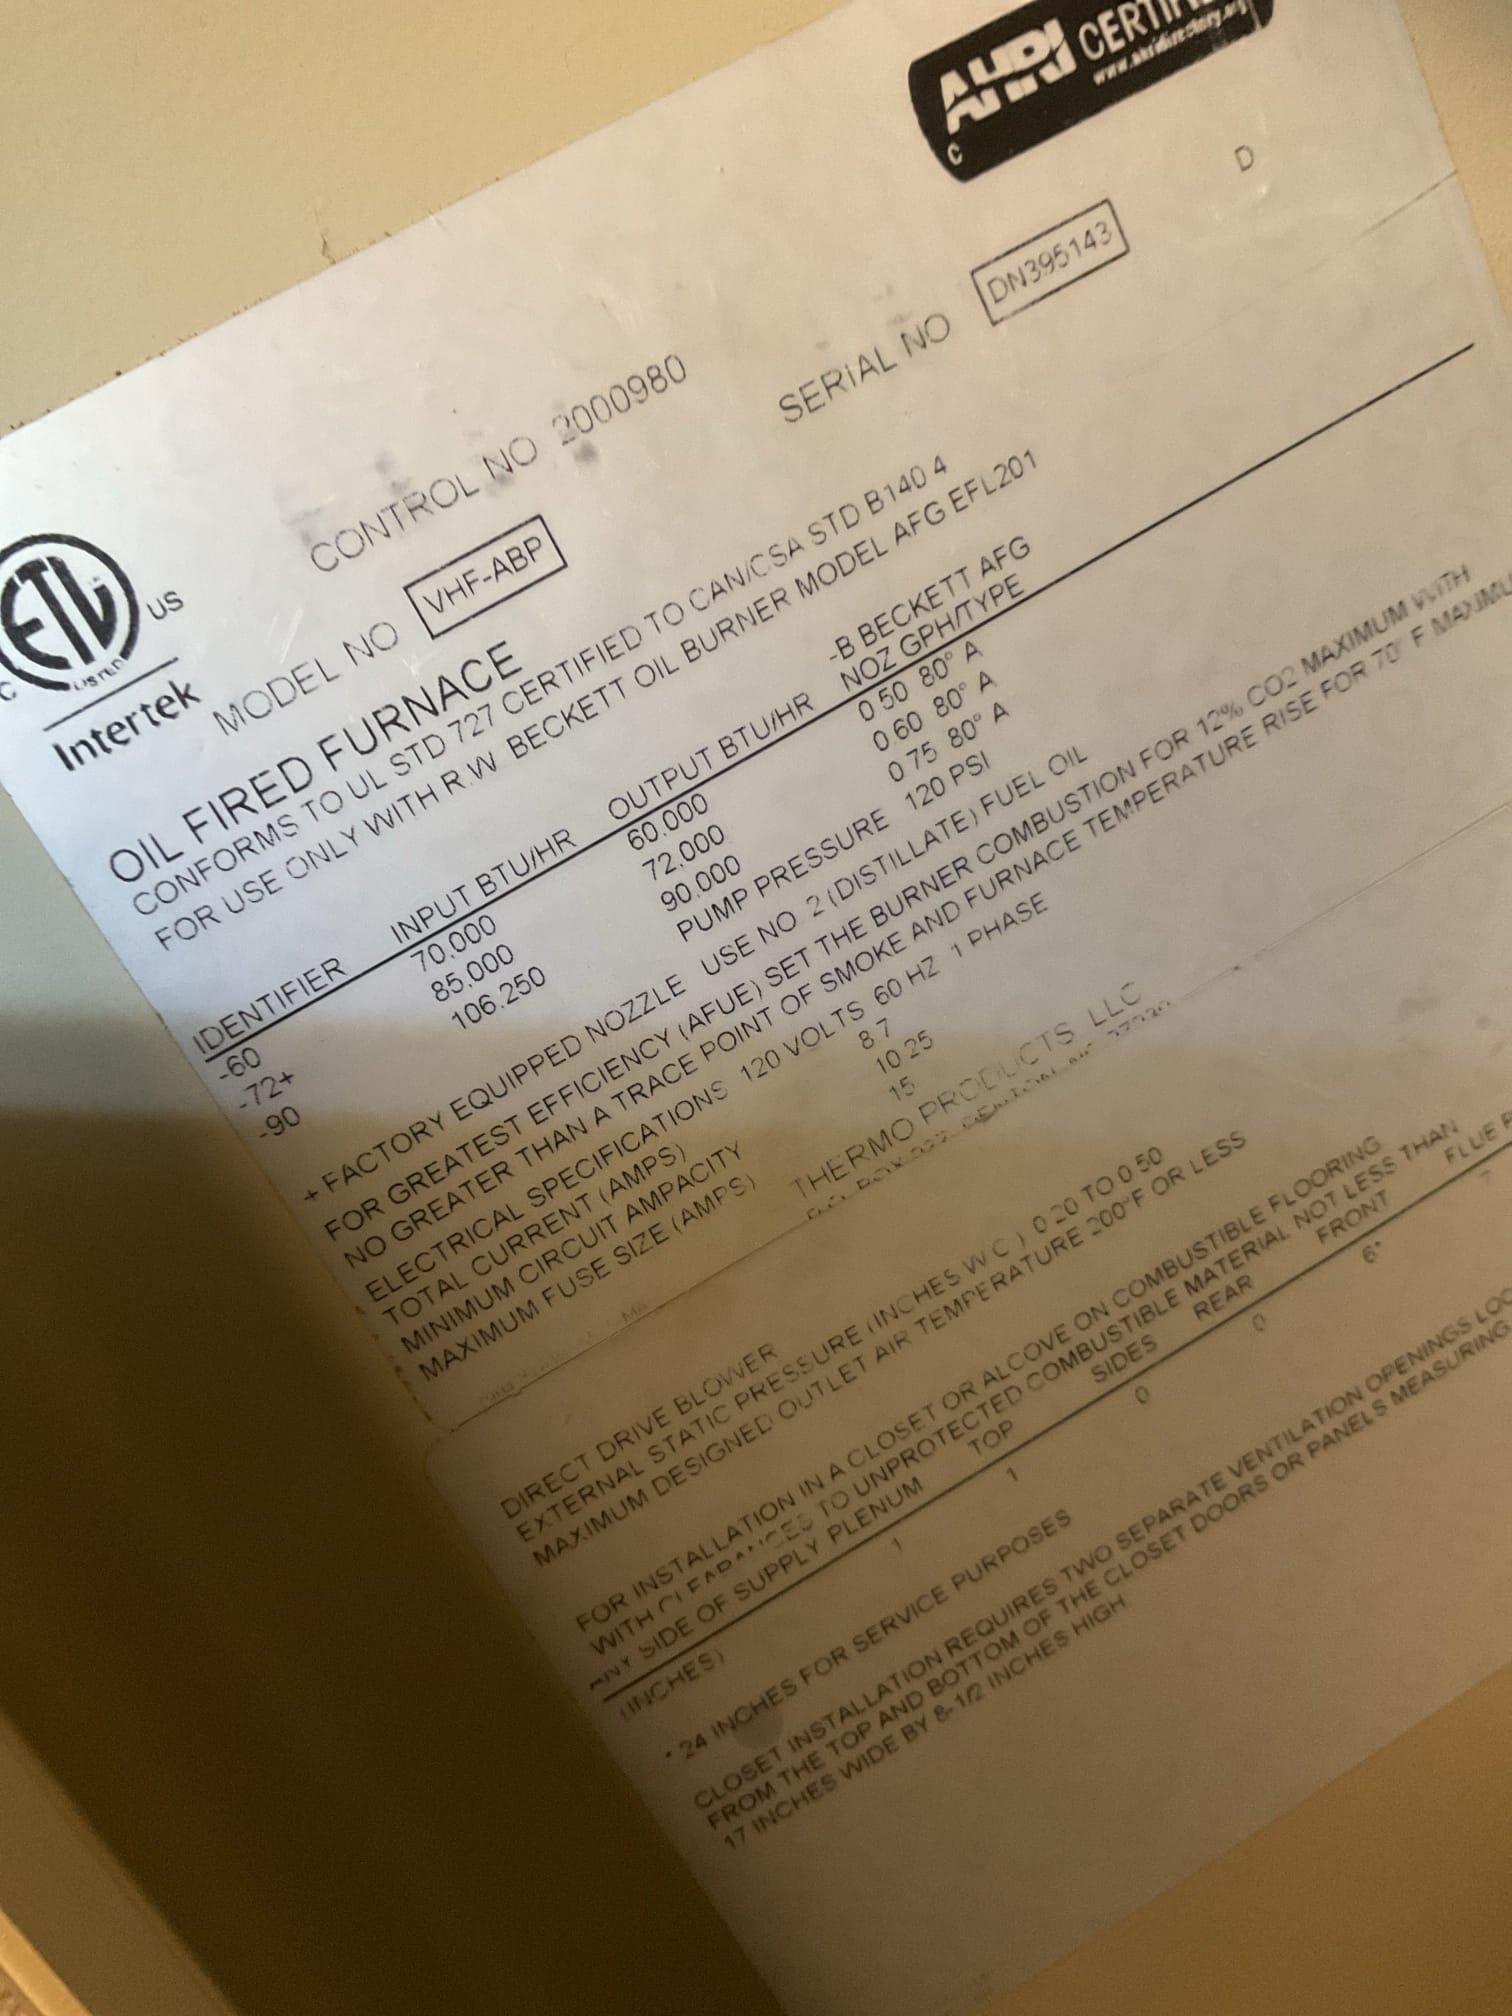 AHRI CERTIFI
www.ahridirectory.org
C
D
ETL
C US
LISTED
Intertek
CONTROL NO 2000980
MODEL NO VHF-ABP
SERIAL NO DN395143
OIL FIRED FURNACE
CONFORMS TO UL STD 727 CERTIFIED TO CAN/CSA STD B140 4
FOR USE ONLY WITH R.W. BECKETT OIL BURNER MODEL AFG EFL201
-B BECKETT AFG
IDENTIFIER INPUT BTU/HR OUTPUT BTU/HR NOZ GPH/TYPE
-60 70,000 60,000 0 50 80° A
-72+ 85,000 72,000 0 60 80° A
-90 106,250 90,000 0 75 80° A
PUMP PRESSURE 120 PSI
+ FACTORY EQUIPPED NOZZLE USE NO 2 (DISTILLATE) FUEL OIL
FOR GREATEST EFFICIENCY (AFUE) SET THE BURNER COMBUSTION FOR 12% CO2 MAXIMUM WITH
NO GREATER THAN A TRACE POINT OF SMOKE AND FURNACE TEMPERATURE RISE FOR 70° F MAXIMU
ELECTRICAL SPECIFICATIONS 120 VOLTS 60 HZ 1 PHASE
TOTAL CURRENT (AMPS) 8 7
MINIMUM CIRCUIT AMPACITY 10 25
MAXIMUM FUSE SIZE (AMPS) 15
THERMO PRODUCTS LLC
DIRECT DRIVE BLOWER
EXTERNAL STATIC PRESSURE (INCHES W C ) 0 20 TO 0 50
MAXIMUM DESIGNED OUTLET AIR TEMPERATURE 200°F OR LESS
FOR INSTALLATION IN A CLOSET OR ALCOVE ON COMBUSTIBLE FLOORING
WITH CLEARANCES TO UNPROTECTED COMBUSTIBLE MATERIAL NOT LESS THAN
ANY SIDE OF SUPPLY PLENUM TOP SIDES REAR FRONT FLUE P
(INCHES) 1 1 0 0 6*
* 24 INCHES FOR SERVICE PURPOSES
CLOSET INSTALLATION REQUIRES TWO SEPARATE VENTILATION OPENINGS LOC
FROM THE TOP AND BOTTOM OF THE CLOSET DOORS OR PANELS MEASURING
17 INCHES WIDE BY 8-1/2 INCHES HIGH